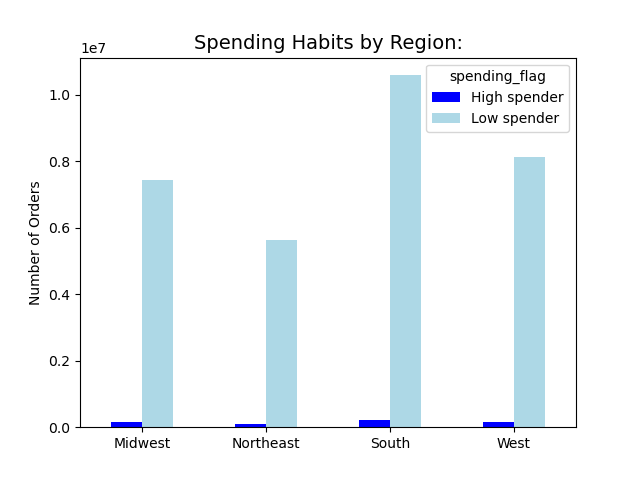 Spending Habits by Region:
1e7
spending_flag
High spender
Low spender
1.0
0.8
0.6
0.4
0.2
0.0
Number of Orders
Midwest Northeast South West